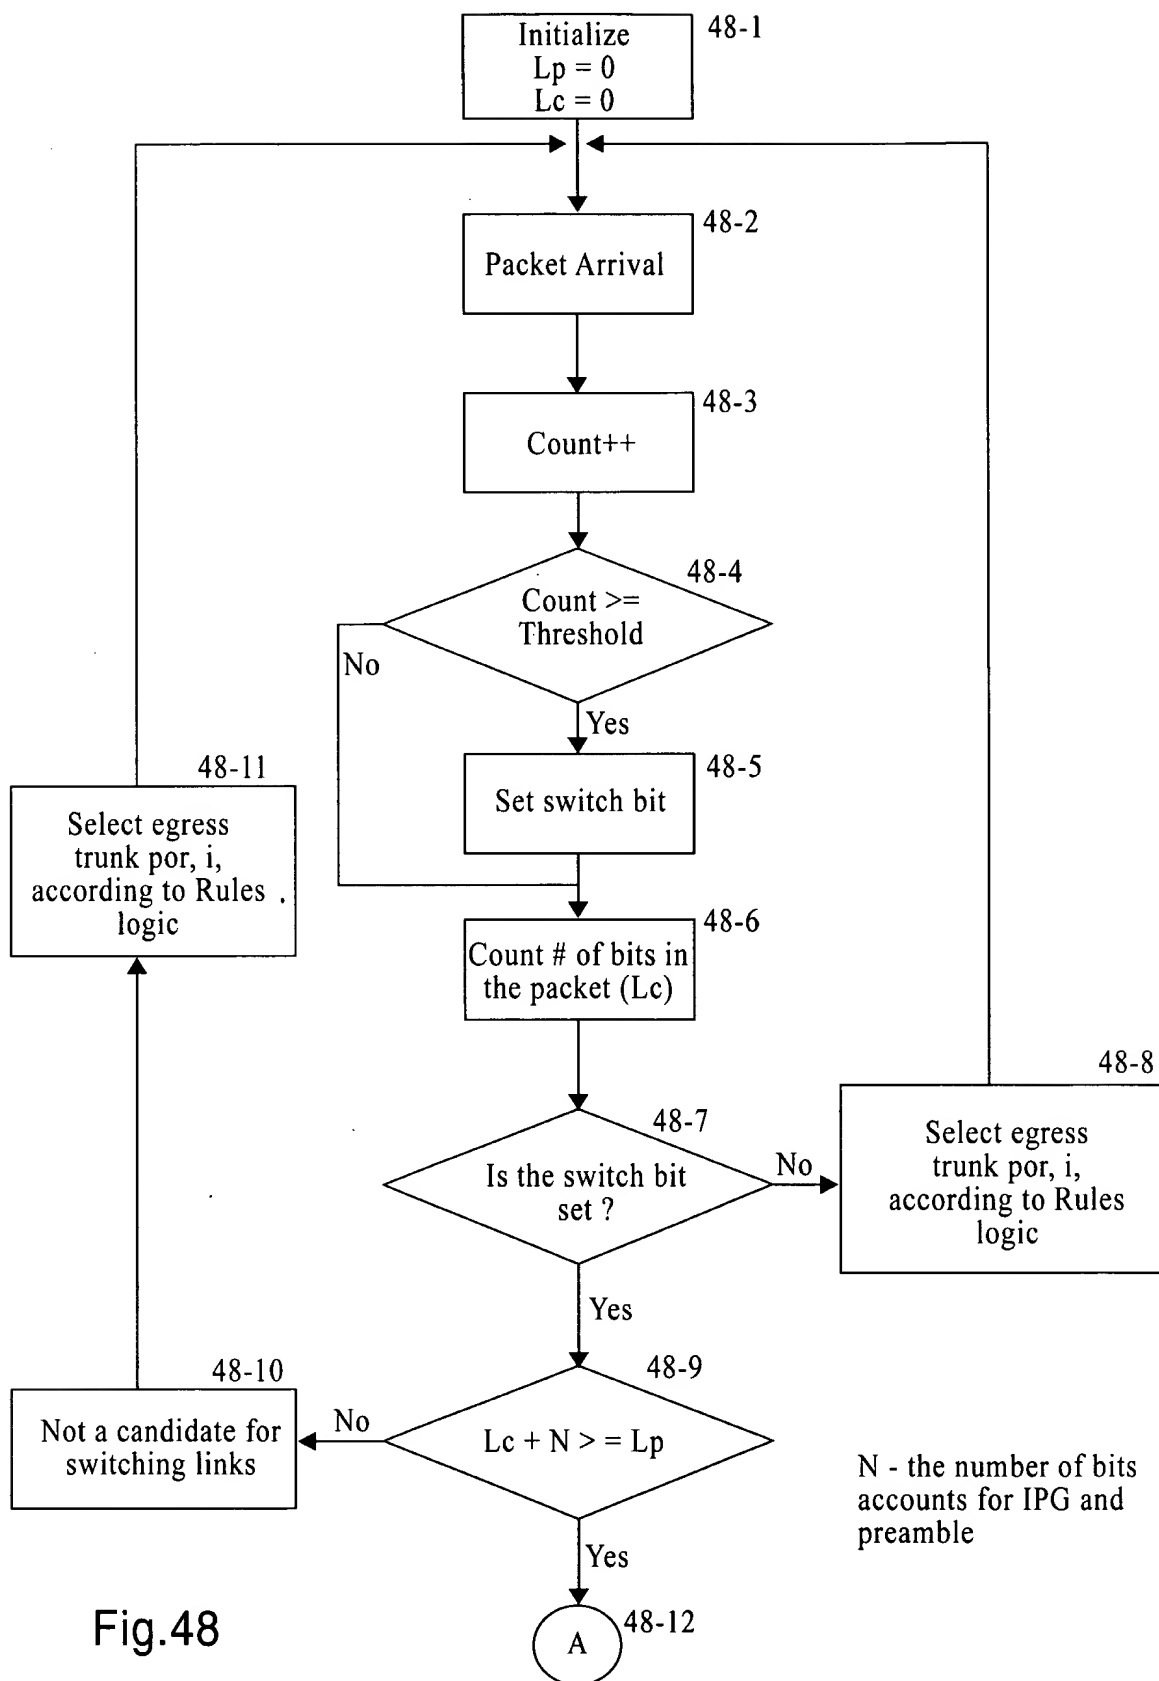 48-1
Initialize
Lp = 0
Lc = 0
48-2
Packet Arrival
48-3
Count++
48-4
Count >=
Threshold
No
Yes
48-5
Set switch bit
48-11
Select egress
trunk por, i,
according to Rules
logic
48-6
Count # of bits in
the packet (Lc)
48-7
Is the switch bit
set ?
No
48-8
Select egress
trunk por, i,
according to Rules
logic
Yes
48-9
Lc + N > = Lp
No
48-10
Not a candidate for
switching links
N - the number of bits
accounts for IPG and
preamble
Yes
48-12
A
Fig.48